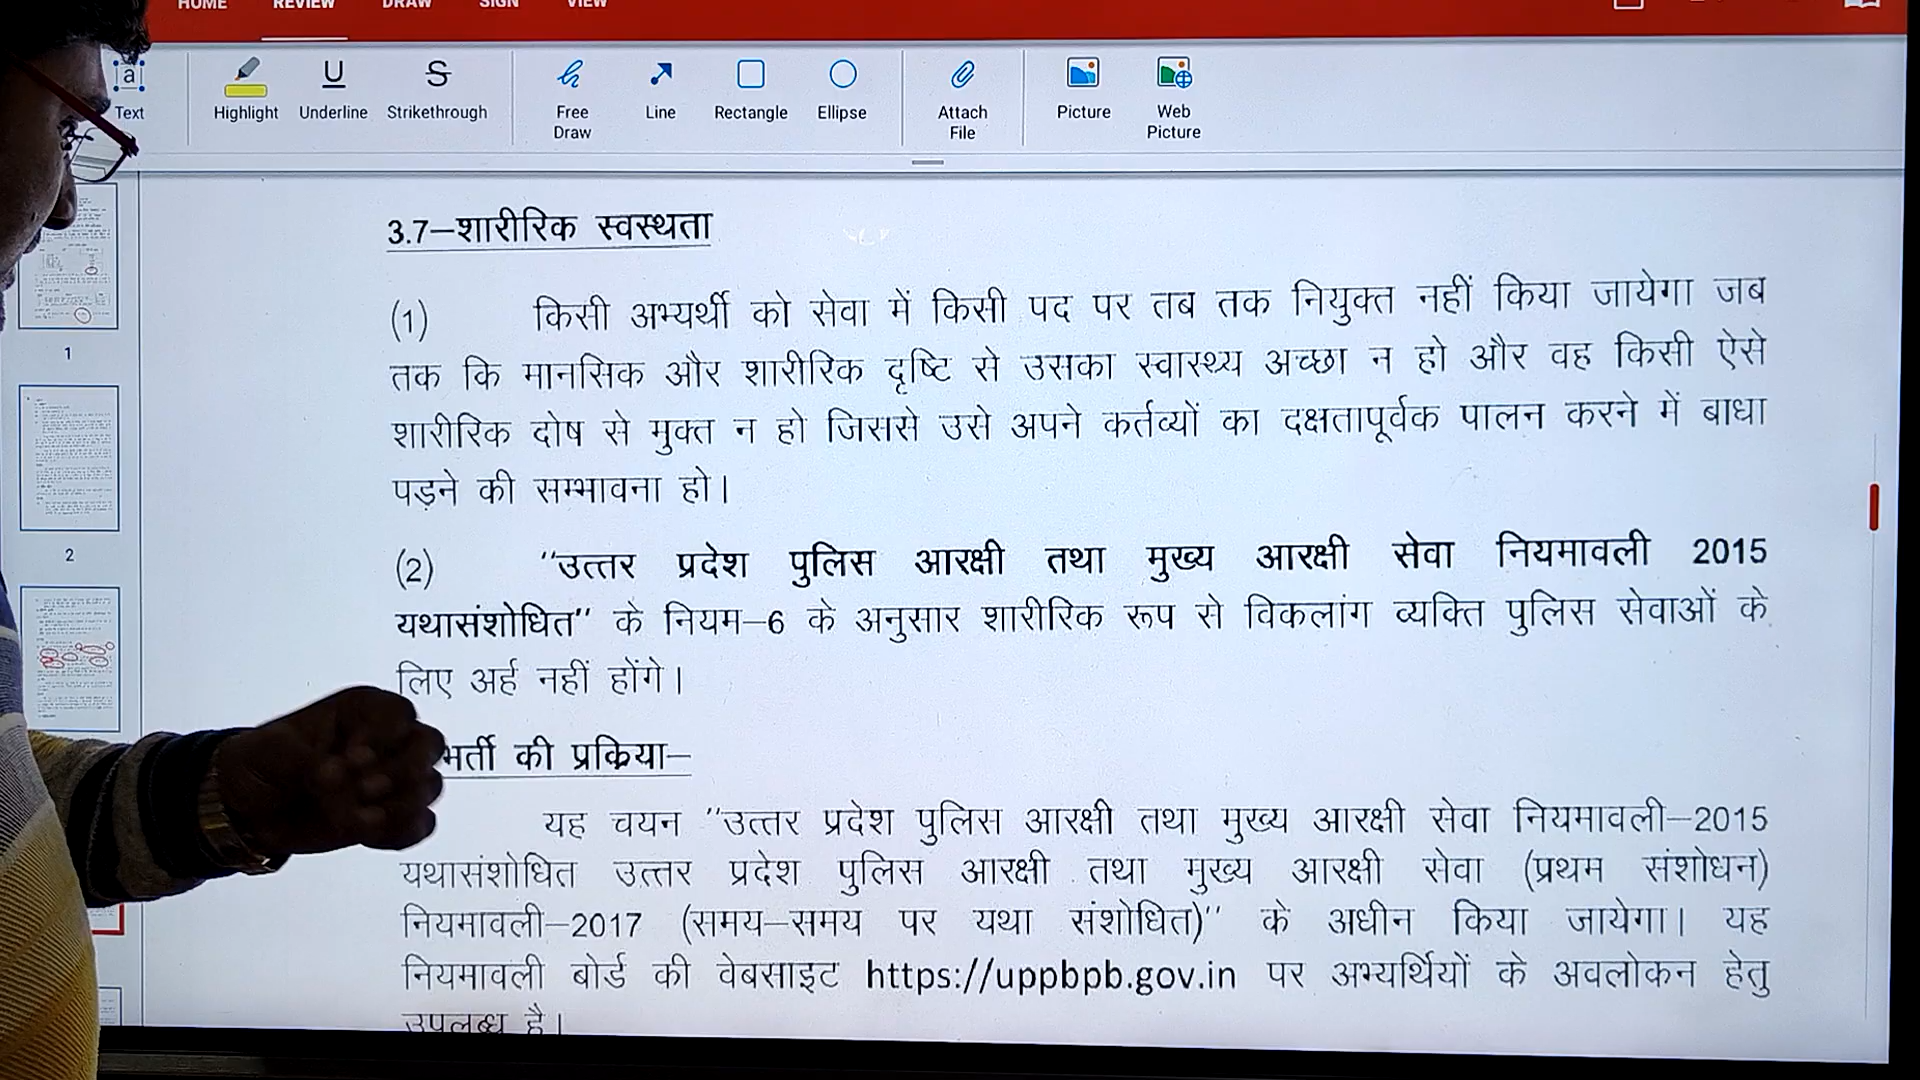 HOME REVIEW DRAW SIGN VIEW
Text Highlight Underline Strikethrough Free Draw Line Rectangle Ellipse Attach File Picture Web Picture
3.7–शारीरिक स्वस्थता
(1) किसी अभ्यर्थी को सेवा में किसी पद पर तब तक नियुक्त नहीं किया जायेगा जब
तक कि मानसिक और शारीरिक दृष्टि से उसका स्वास्थ्य अच्छा न हो और वह किसी ऐसे
शारीरिक दोष से मुक्त न हो जिससे उसे अपने कर्तव्यों का दक्षतापूर्वक पालन करने में बाधा
पड़ने की सम्भावना हो।
(2) ''उत्तर प्रदेश पुलिस आरक्षी तथा मुख्य आरक्षी सेवा नियमावली 2015
यथासंशोधित'' के नियम–6 के अनुसार शारीरिक रूप से विकलांग व्यक्ति पुलिस सेवाओं के
लिए अर्ह नहीं होंगे।
भर्ती की प्रक्रिया–
यह चयन ''उत्तर प्रदेश पुलिस आरक्षी तथा मुख्य आरक्षी सेवा नियमावली–2015
यथासंशोधित उत्तर प्रदेश पुलिस आरक्षी तथा मुख्य आरक्षी सेवा (प्रथम संशोधन)
नियमावली–2017 (समय–समय पर यथा संशोधित)'' के अधीन किया जायेगा। यह
नियमावली बोर्ड की वेबसाइट https://uppbpb.gov.in पर अभ्यर्थियों के अवलोकन हेतु
उपलब्ध है।
1
2